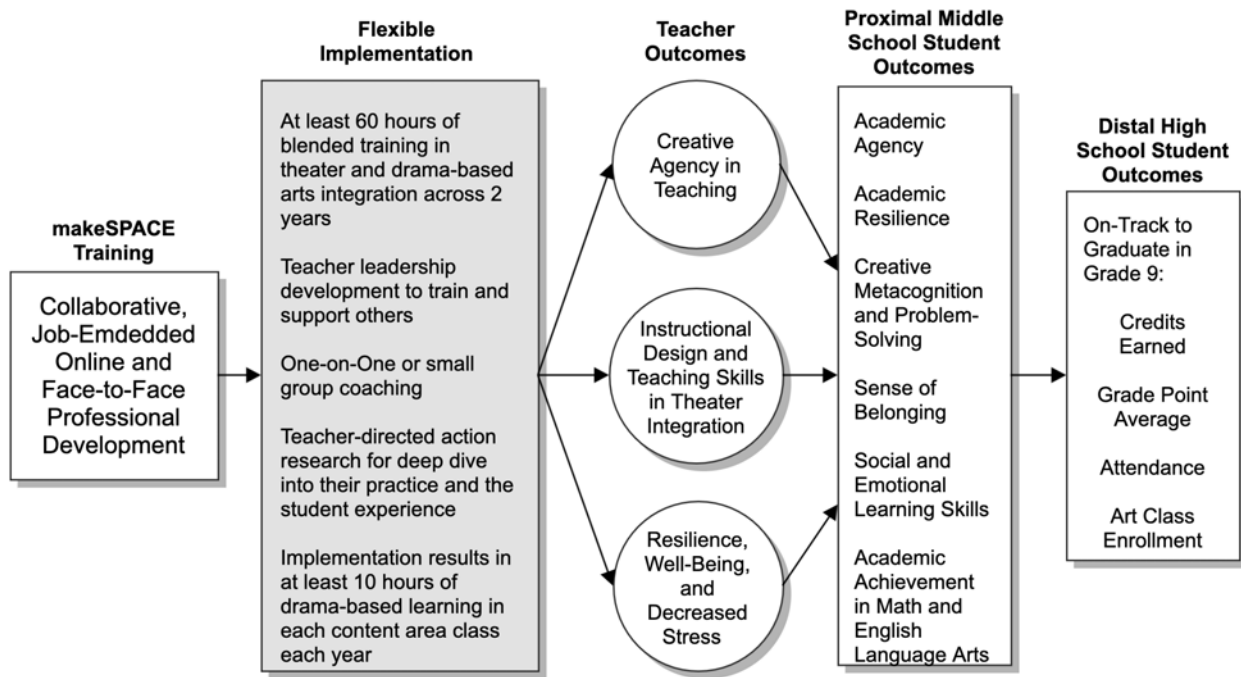 makeSPACE
Training
Collaborative,
Job-Emdedded
Online and
Face-to-Face
Professional
Development
Flexible
Implementation
At least 60 hours of
blended training in
theater and drama-based
arts integration across 2
years
Teacher leadership
development to train and
support others
One-on-One or small
group coaching
Teacher-directed action
research for deep dive
into their practice and the
student experience
Implementation results in
at least 10 hours of
drama-based learning in
each content area class
each year
Teacher
Outcomes
Creative
Agency in
Teaching
Instructional
Design and
Teaching Skills
in Theater
Integration
Resilience,
Well-Being,
and
Decreased
Stress
Proximal Middle
School Student
Outcomes
Academic
Agency
Academic
Resilience
Creative
Metacognition
and Problem-
Solving
Sense of
Belonging
Social and
Emotional
Learning Skills
Academic
Achievement
in Math and
English
Language Arts
Distal High
School Student
Outcomes
On-Track to
Graduate in
Grade 9:
Credits
Earned
Grade Point
Average
Attendance
Art Class
Enrollment